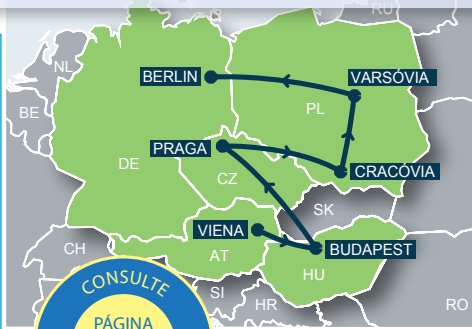 RU
NL
BERLIN
VARSÓVIA
BE
PL
PRAGA
DE
CZ
CRACÓVIA
SK
VIENA
CH
AT
BUDAPEST
HU
CONSULTE
SI
HR
RO
PÁGINA